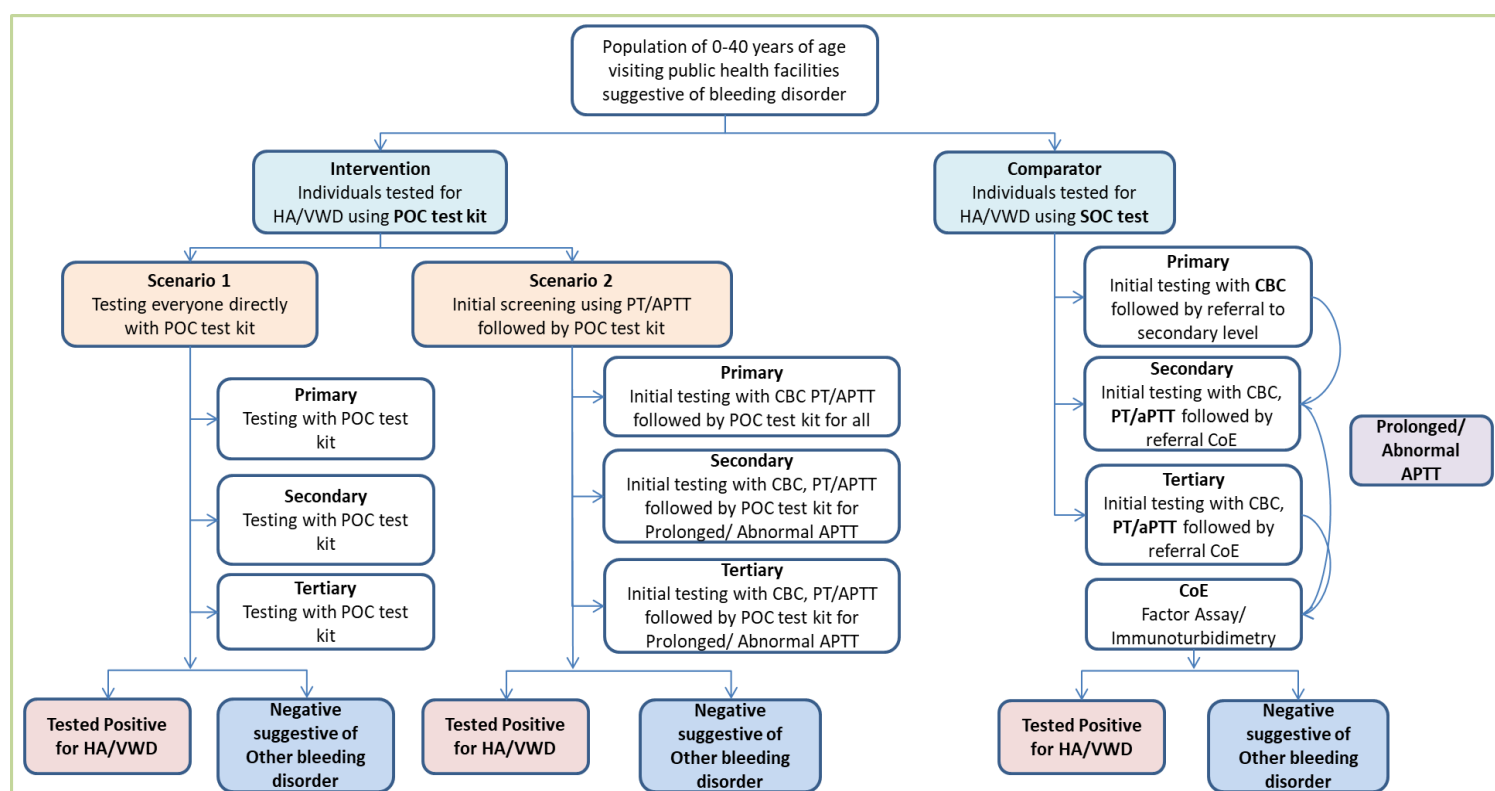 Population of 0-40 years of age
visiting public health facilities
suggestive of bleeding disorder
Intervention
Individuals tested for
HA/VWD using POC test kit
Comparator
Individuals tested for
HA/VWD using SOC test
Scenario 1
Testing everyone directly
with POC test kit
Scenario 2
Initial screening using PT/APTT
followed by POC test kit
Primary
Testing with POC test
kit
Secondary
Testing with POC test
kit
Tertiary
Testing with POC test
kit
Primary
Initial testing with CBC PT/APTT
followed by POC test kit for all
Secondary
Initial testing with CBC, PT/APTT
followed by POC test kit for
Prolonged/ Abnormal APTT
Tertiary
Initial testing with CBC, PT/APTT
followed by POC test kit for
Prolonged/ Abnormal APTT
Primary
Initial testing with CBC
followed by referral to
secondary level
Secondary
Initial testing with CBC,
PT/aPTT followed by
referral CoE
Tertiary
Initial testing with CBC,
PT/aPTT followed by
referral CoE
CoE
Factor Assay/
Immunoturbidimetry
Prolonged/
Abnormal
APTT
Tested Positive
for HA/VWD
Negative
suggestive of
Other bleeding
disorder
Tested Positive
for HA/VWD
Negative
suggestive of
Other bleeding
disorder
Tested Positive
for HA/VWD
Negative
suggestive of
Other bleeding
disorder